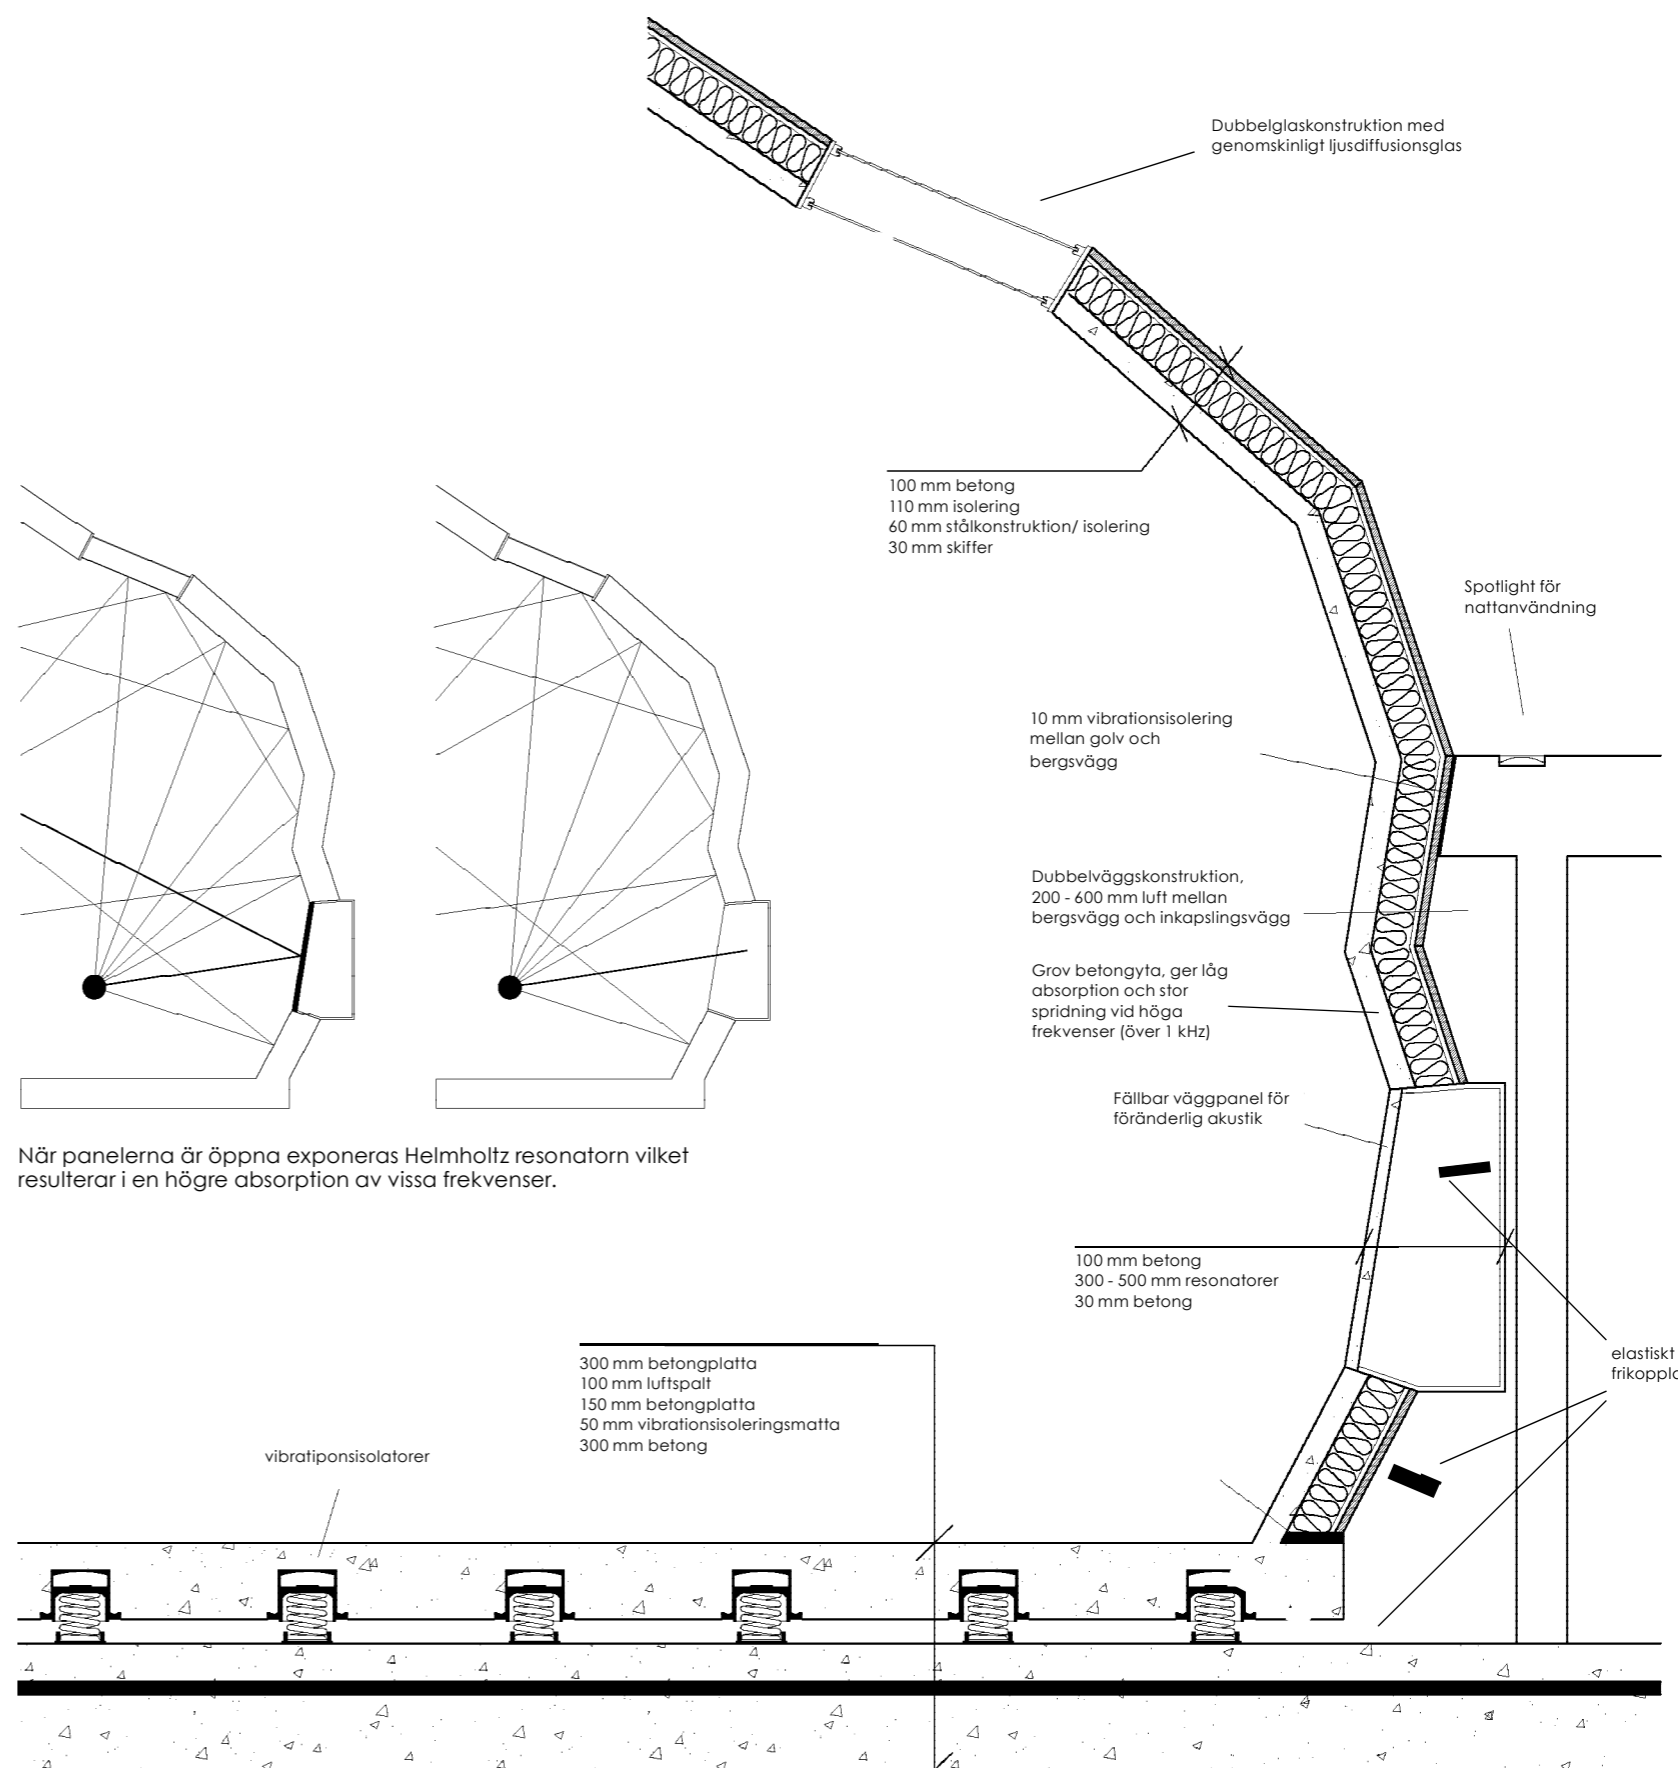 Dubbelglaskonstruktion med
genomskinligt ljusdiffusionsglas
100 mm betong
110 mm isolering
60 mm stålkonstruktion/ isolering
30 mm skiffer
Spotlight för
nattanvändning
10 mm vibrationsisolering
mellan golv och
bergsvägg
Dubbelväggskonstruktion,
200 - 600 mm luft mellan
bergsvägg och inkapslingsvägg
Grov betongyta, ger låg
absorption och stor
spridning vid höga
frekvenser (över 1 kHz)
Fällbar väggpanel för
föränderlig akustik
När panelerna är öppna exponeras Helmholtz resonatorn vilket
resulterar i en högre absorption av vissa frekvenser.
100 mm betong
300 - 500 mm resonatorer
30 mm betong
elastiskt
300 mm betongplatta
100 mm luftspalt
150 mm betongplatta
50 mm vibrationsisoleringsmatta
300 mm betong
vibratiponsisolatorer